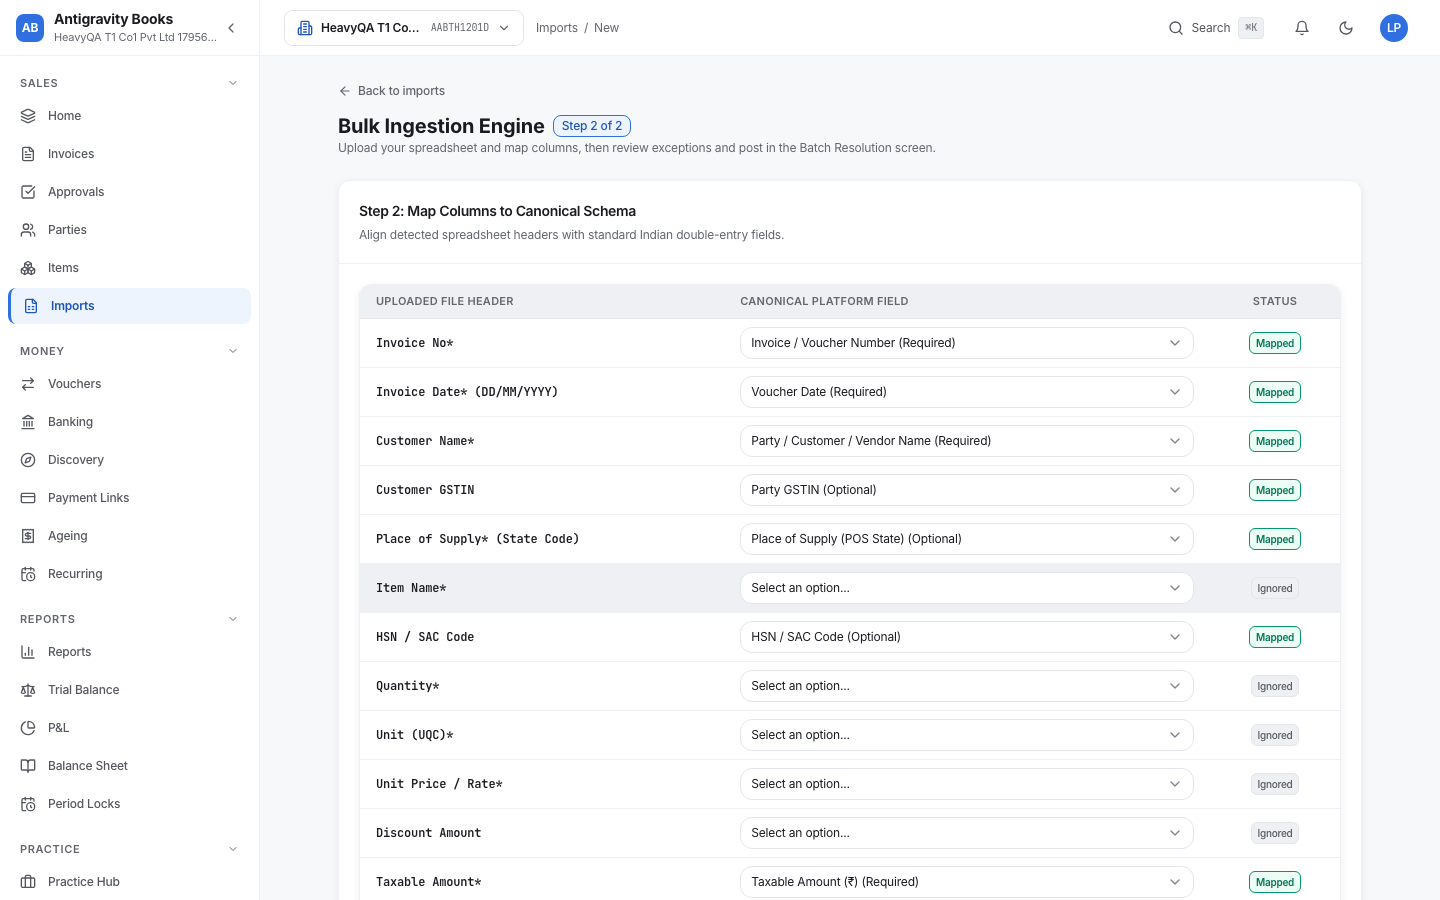 AB
Antigravity Books
HeavyQA T1 Co1 Pvt Ltd 17956...
HeavyQA T1 Co... AABTH1201D
Imports / New
Search ⌘K
LP
SALES
Home
Invoices
Approvals
Parties
Items
Imports
MONEY
Vouchers
Banking
Discovery
Payment Links
Ageing
Recurring
REPORTS
Reports
Trial Balance
P&L
Balance Sheet
Period Locks
PRACTICE
Practice Hub
Back to imports
Bulk Ingestion Engine Step 2 of 2
Upload your spreadsheet and map columns, then review exceptions and post in the Batch Resolution screen.
Step 2: Map Columns to Canonical Schema
Align detected spreadsheet headers with standard Indian double-entry fields.
UPLOADED FILE HEADER CANONICAL PLATFORM FIELD STATUS
Invoice No* Invoice / Voucher Number (Required) Mapped
Invoice Date* (DD/MM/YYYY) Voucher Date (Required) Mapped
Customer Name* Party / Customer / Vendor Name (Required) Mapped
Customer GSTIN Party GSTIN (Optional) Mapped
Place of Supply* (State Code) Place of Supply (POS State) (Optional) Mapped
Item Name* Select an option... Ignored
HSN / SAC Code HSN / SAC Code (Optional) Mapped
Quantity* Select an option... Ignored
Unit (UQC)* Select an option... Ignored
Unit Price / Rate* Select an option... Ignored
Discount Amount Select an option... Ignored
Taxable Amount* Taxable Amount (₹) (Required) Mapped